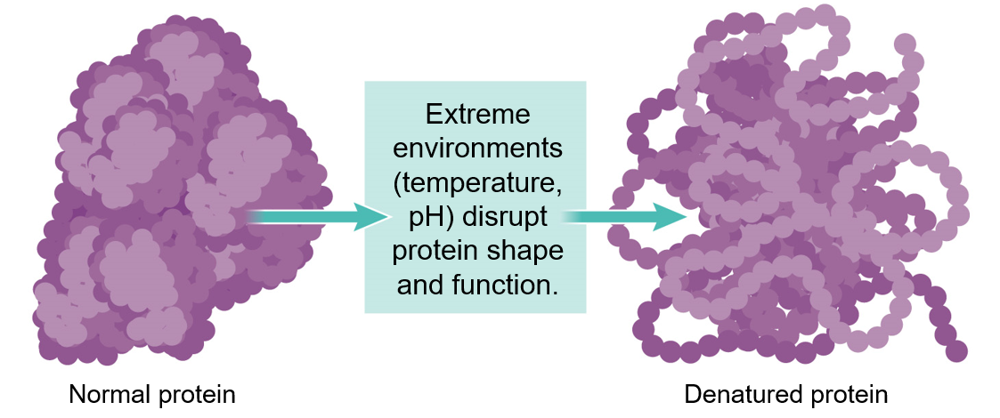 Extreme
environments
(temperature,
pH) disrupt
protein shape
and function.
Normal protein
Denatured protein